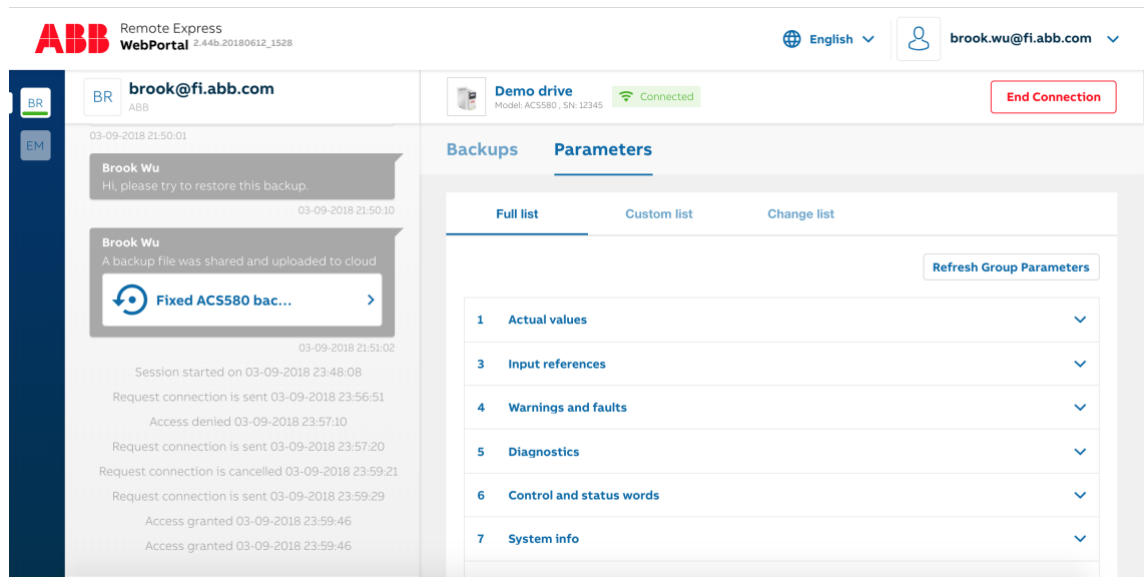 ABB
Remote Express
WebPortal 2.44b.20180612_1528
English
brook.wu@fi.abb.com
BR
EM
BR
brook@fi.abb.com
ABB
03-09-2018 21:50:01
Brook Wu
Hi, please try to restore this backup.
03-09-2018 21:50:10
Brook Wu
A backup file was shared and uploaded to cloud
Fixed ACS580 bac...
03-09-2018 21:51:02
Session started on 03-09-2018 23:48:08
Request connection is sent 03-09-2018 23:56:51
Access denied 03-09-2018 23:57:10
Request connection is sent 03-09-2018 23:57:20
Request connection is cancelled 03-09-2018 23:59:21
Request connection is sent 03-09-2018 23:59:29
Access granted 03-09-2018 23:59:46
Access granted 03-09-2018 23:59:46
Demo drive
Model: ACS580 , SN: 12345
Connected
End Connection
Backups Parameters
Full list Custom list Change list
Refresh Group Parameters
1 Actual values
3 Input references
4 Warnings and faults
5 Diagnostics
6 Control and status words
7 System info